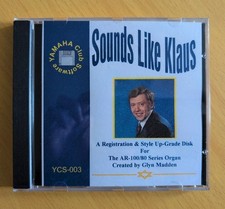 YAMAHA Club
Software
Sounds Like Klaus
A Registration & Style Up-Grade Disk
For
The AR-100/80 Series Organ
Created by Glyn Madden
YCS-003